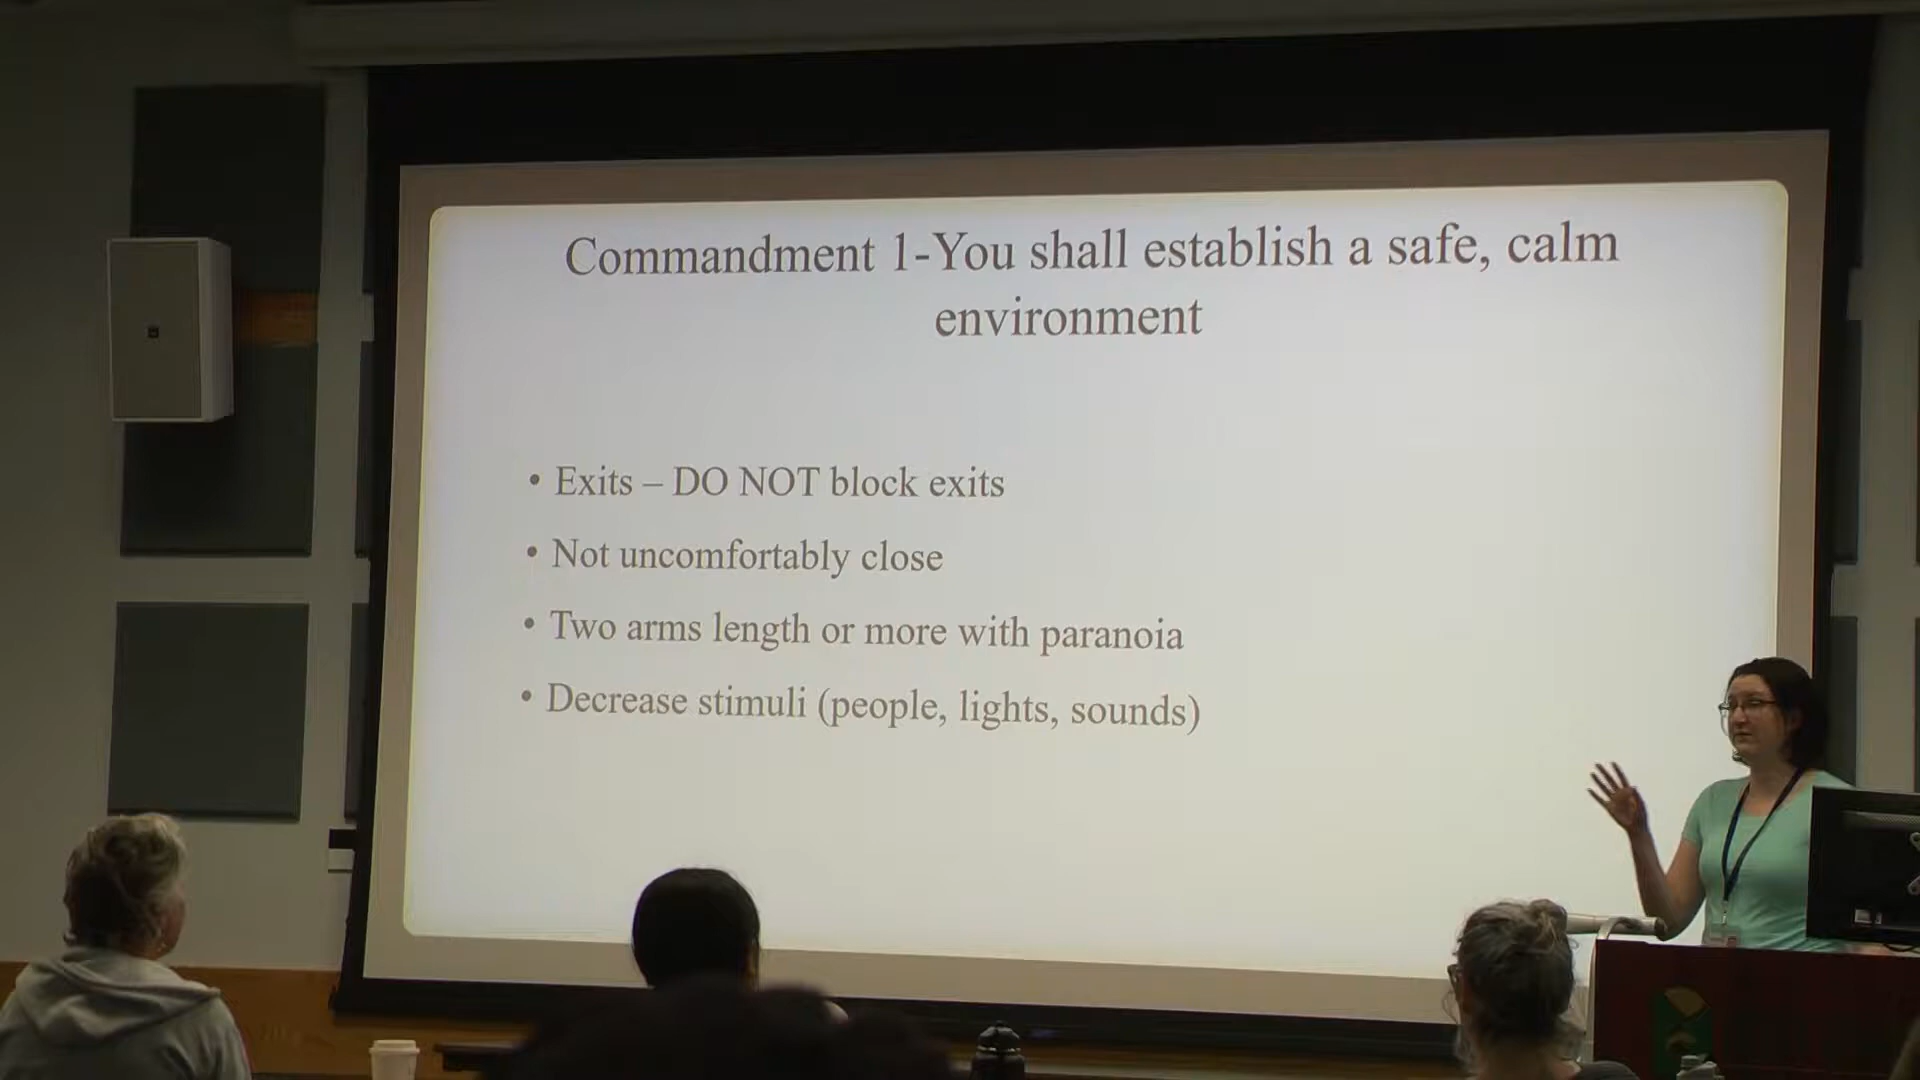 Commandment 1-You shall establish a safe, calm
environment
• Exits – DO NOT block exits
• Not uncomfortably close
• Two arms length or more with paranoia
• Decrease stimuli (people, lights, sounds)